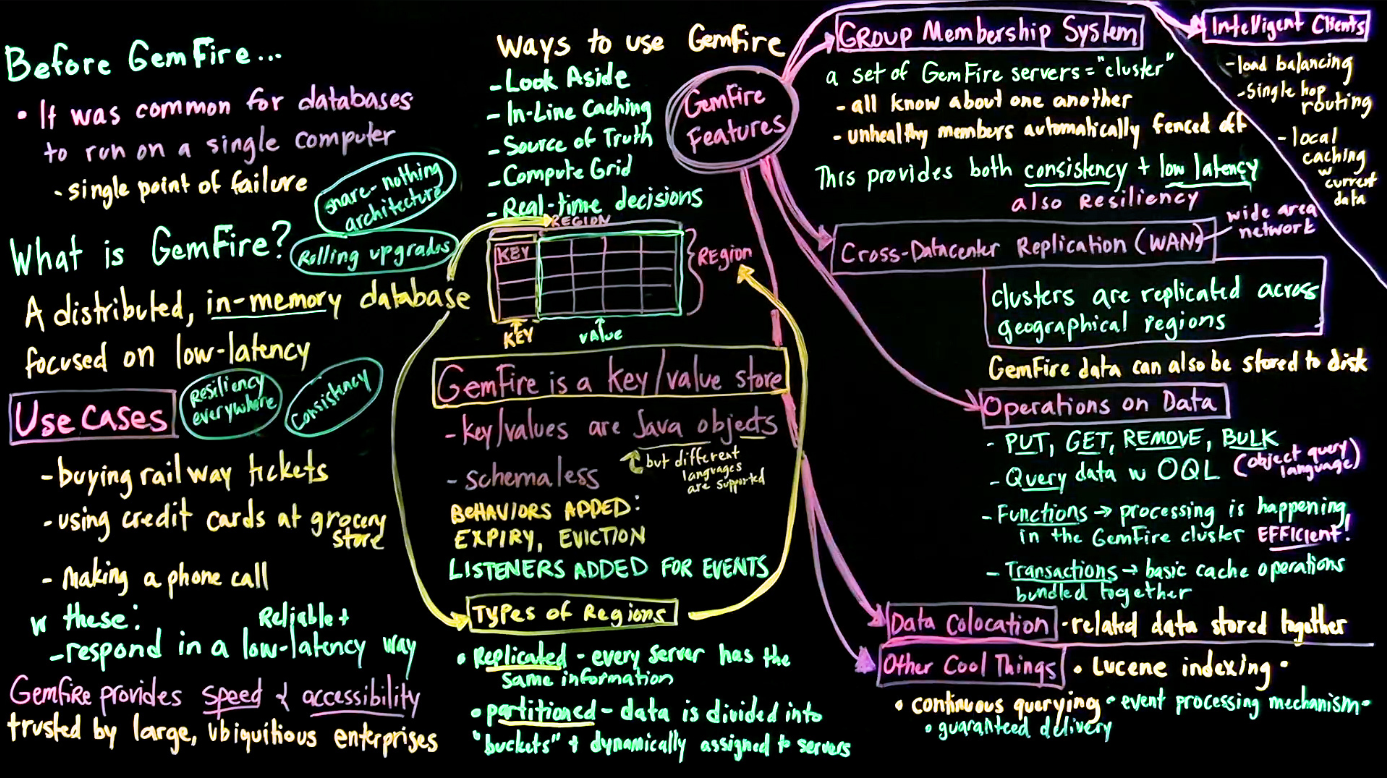 Before GemFire...
• It was common for databases
to run on a single computer
- single point of failure
share-nothing
architecture
What is GemFire?
Rolling upgrades
A distributed, in-memory database
focused on low-latency
Use Cases
Resiliency
everywhere
Consistency
- buying railway tickets
- using credit cards at grocery
store
- making a phone call
w these:
Reliable +
- respond in a low-latency way
GemFire provides speed & accessibility
trusted by large, ubiquitious enterprises
Ways to use Gemfire
- Look Aside
- In-Line Caching
- Source of Truth
- Compute Grid
- Real-time decisions
REGION
KEY
REgion
KEY
value
GemFire is a key/value store
- key/values are Java objects
but different
languages
are supported
- schemaless
BEHAVIORS ADDED:
EXPIRY, EVICTION
LISTENERS ADDED FOR EVENTS
Types of Regions
• Replicated - every server has the
same information
• partitioned - data is divided into
"buckets" + dynamically assigned to servers
GemFire
Features
Group Membership System
a set of GemFire servers = "cluster"
- all know about one another
- unhealthy members automatically fenced off
This provides both consistency + low latency
also Resiliency
Intelligent Clients
- load balancing
- single hop
routing
- local
caching
w current
data
Cross-Datacenter Replication (WAN)
wide area
network
clusters are replicated across
geographical regions
GemFire data can also be stored to disk
Operations on Data
- PUT, GET, REMOVE, BULK
- Query data w OQL (object query
language)
- Functions → processing is happening
in the GemFire cluster EFFICIENT!
- Transactions → basic cache operations
bundled together
Data Colocation - related data stored together
Other Cool Things • Lucene indexing •
• continuous querying • event processing mechanism •
• guaranteed delivery